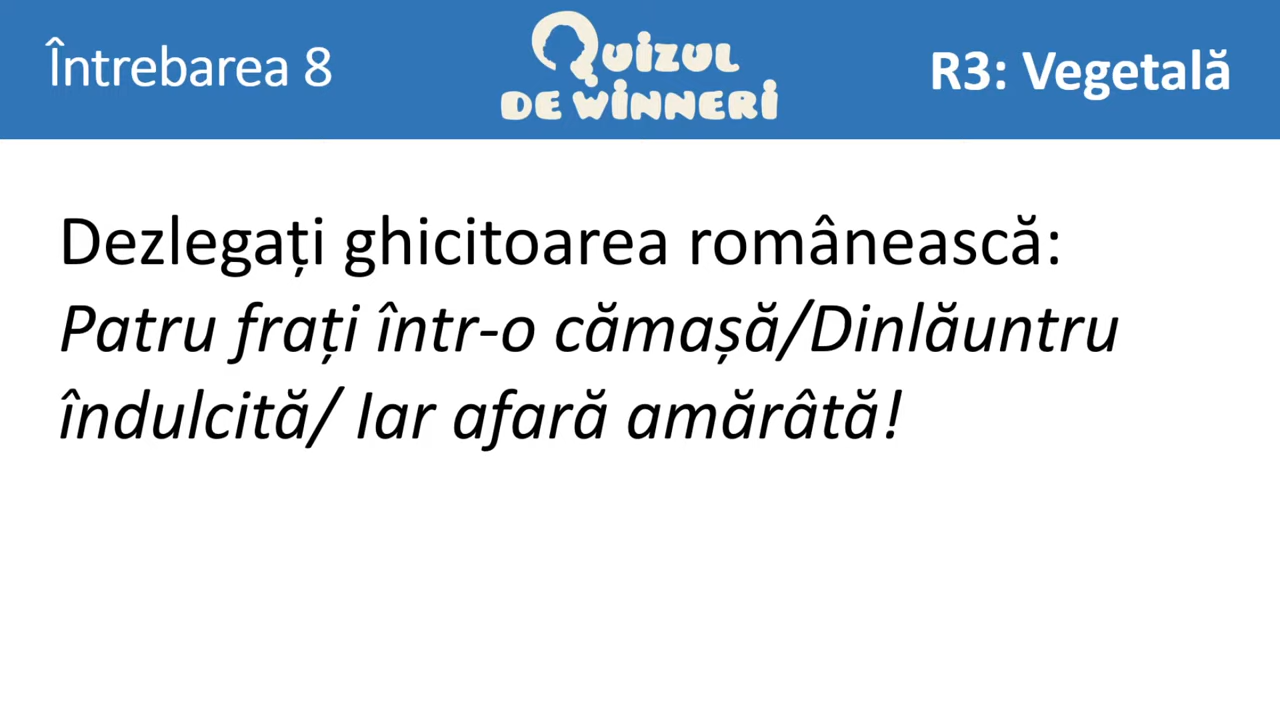 Întrebarea 8
QUIZUL
DE WINNERI
R3: Vegetală
Dezlegați ghicitoarea românească:
Patru frați într-o cămașă/Dinlăuntru
îndulcită/ Iar afară amărâtă!